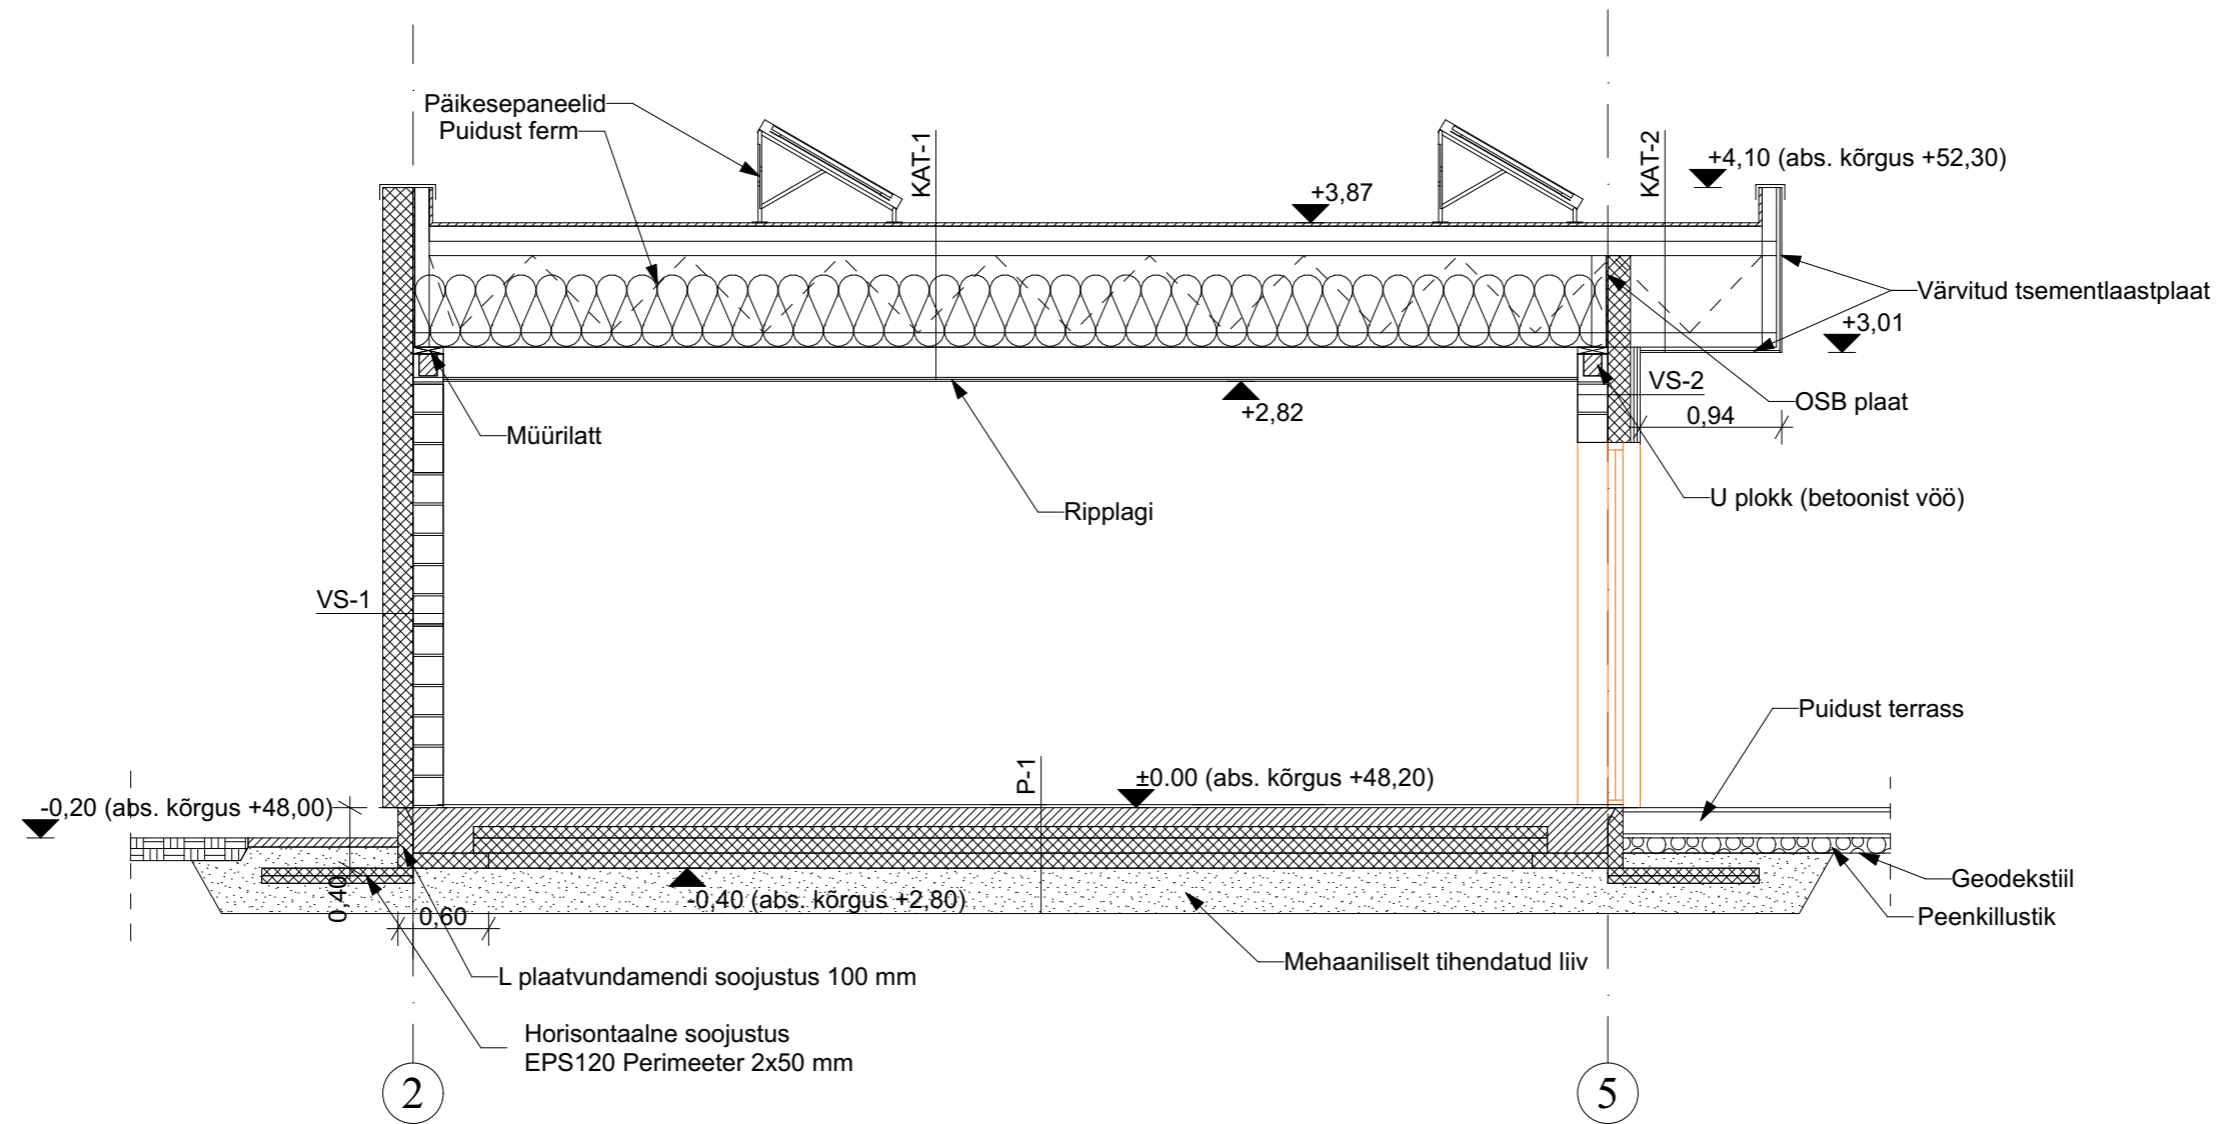 Päikesepaneelid
Puidust ferm
KAT-1
KAT-2
+4,10 (abs. kõrgus +52,30)
+3,87
Värvitud tsementlaastplaat
+3,01
VS-2
OSB plaat
+2,82
0,94
Müürilatt
U plokk (betoonist vöö)
Ripplagi
VS-1
Puidust terrass
P-1
±0.00 (abs. kõrgus +48,20)
-0,20 (abs. kõrgus +48,00)
Geodekstiil
0,40
-0,40 (abs. kõrgus +2,80)
0,60
Peenkillustik
Mehaaniliselt tihendatud liiv
L plaatvundamendi soojustus 100 mm
Horisontaalne soojustus
EPS120 Perimeeter 2x50 mm
2
5